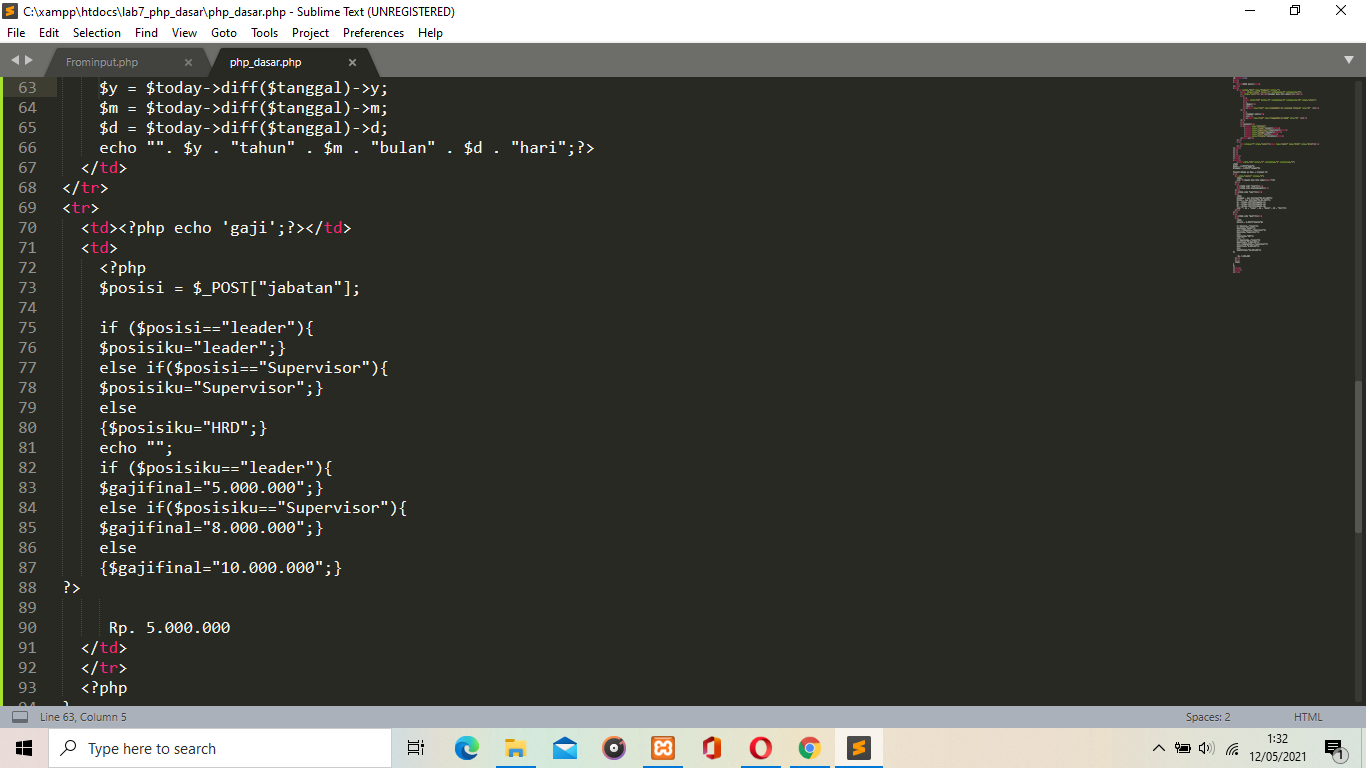 C:\xampp\htdocs\lab7_php_dasar\php_dasar.php - Sublime Text (UNREGISTERED)
File Edit Selection Find View Goto Tools Project Preferences Help
Frominput.php × php_dasar.php ×
63 $y = $today->diff($tanggal)->y;
64 $m = $today->diff($tanggal)->m;
65 $d = $today->diff($tanggal)->d;
66 echo "". $y . "tahun" . $m . "bulan" . $d . "hari";?>
67 </td>
68 </tr>
69 <tr>
70 <td><?php echo 'gaji';?></td>
71 <td>
72 <?php
73 $posisi = $_POST["jabatan"];
74
75 if ($posisi=="leader"){
76 $posisiku="leader";}
77 else if($posisi=="Supervisor"){
78 $posisiku="Supervisor";}
79 else
80 {$posisiku="HRD";}
81 echo "";
82 if ($posisiku=="leader"){
83 $gajifinal="5.000.000";}
84 else if($posisiku=="Supervisor"){
85 $gajifinal="8.000.000";}
86 else
87 {$gajifinal="10.000.000";}
88 ?>
89
90 Rp. 5.000.000
91 </td>
92 </tr>
93 <?php
Line 63, Column 5 Spaces: 2 HTML
Type here to search
1:32
12/05/2021
1